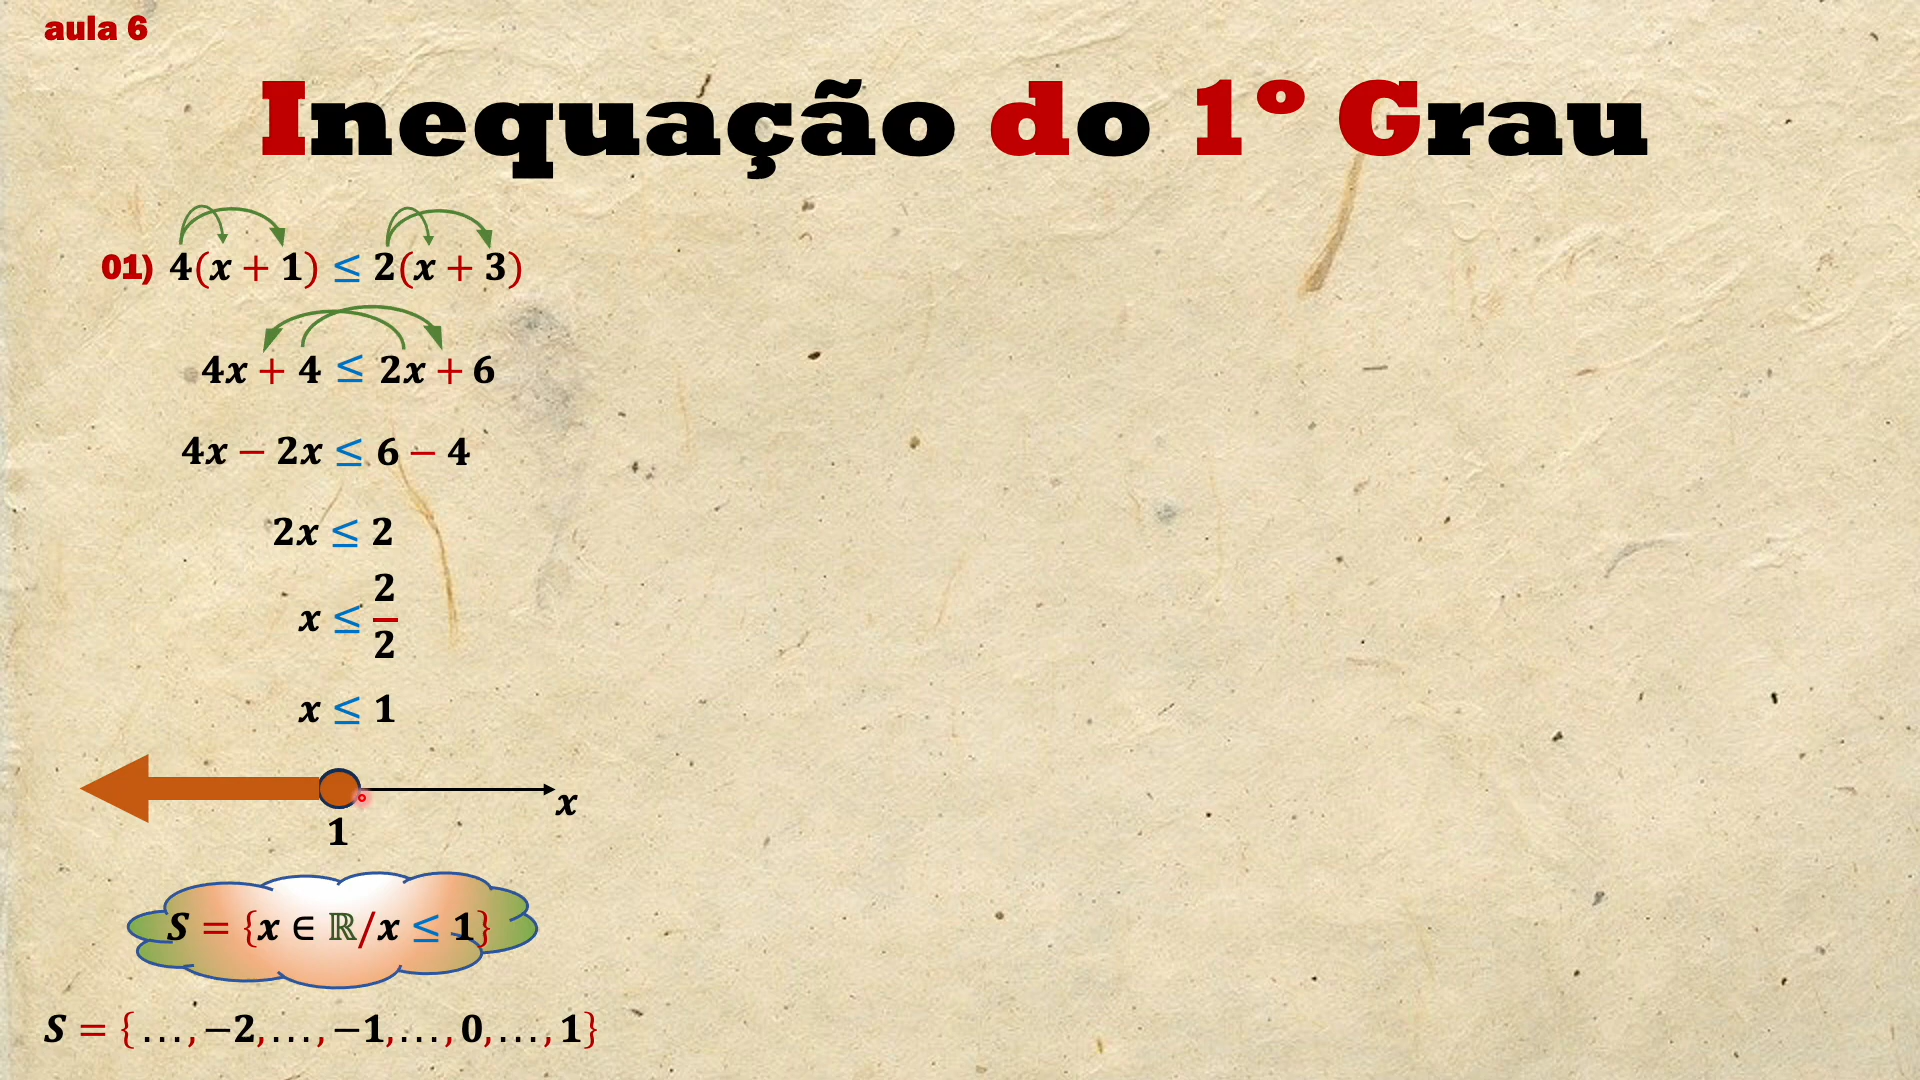 aula 6
Inequação do 1º Grau
01) 4(x + 1) ≤ 2(x + 3)
4x + 4 ≤ 2x + 6
4x − 2x ≤ 6 − 4
2x ≤ 2
x ≤ 2/2
x ≤ 1
x
1
S = {x ∈ ℝ/x ≤ 1}
S = {…, −2, …, −1, …, 0, …, 1}